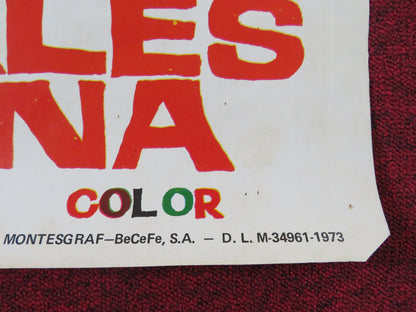 ALES
NA
COLOR
MONTESGRAF—BeCeFe, S.A. — D. L. M-34961-1973